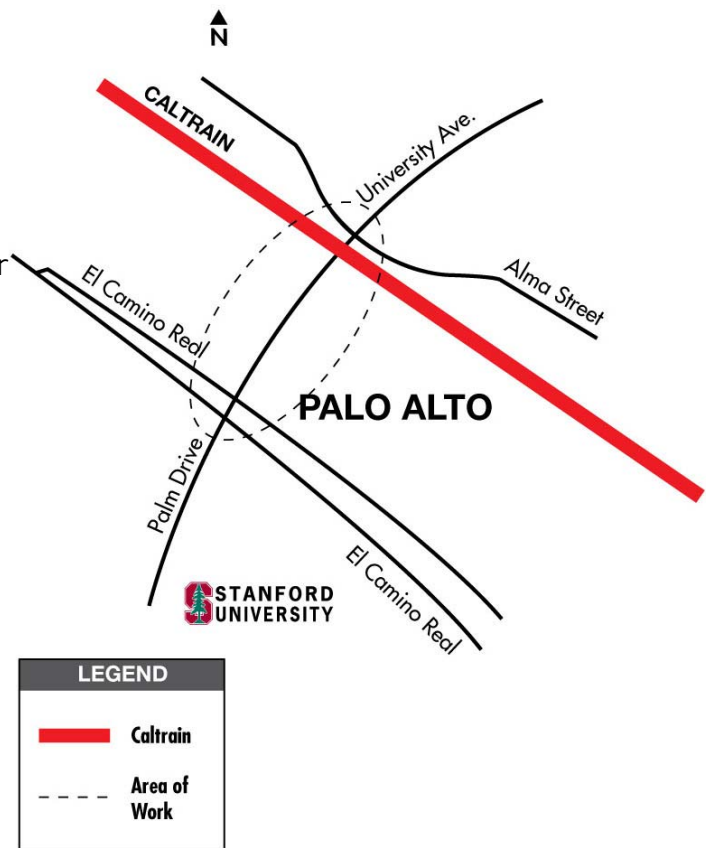 N
CALTRAIN
University Ave.
r
El Camino Real
Alma Street
PALO ALTO
Palm Drive
El Camino Real
STANFORD
UNIVERSITY
LEGEND
Caltrain
Area of
Work